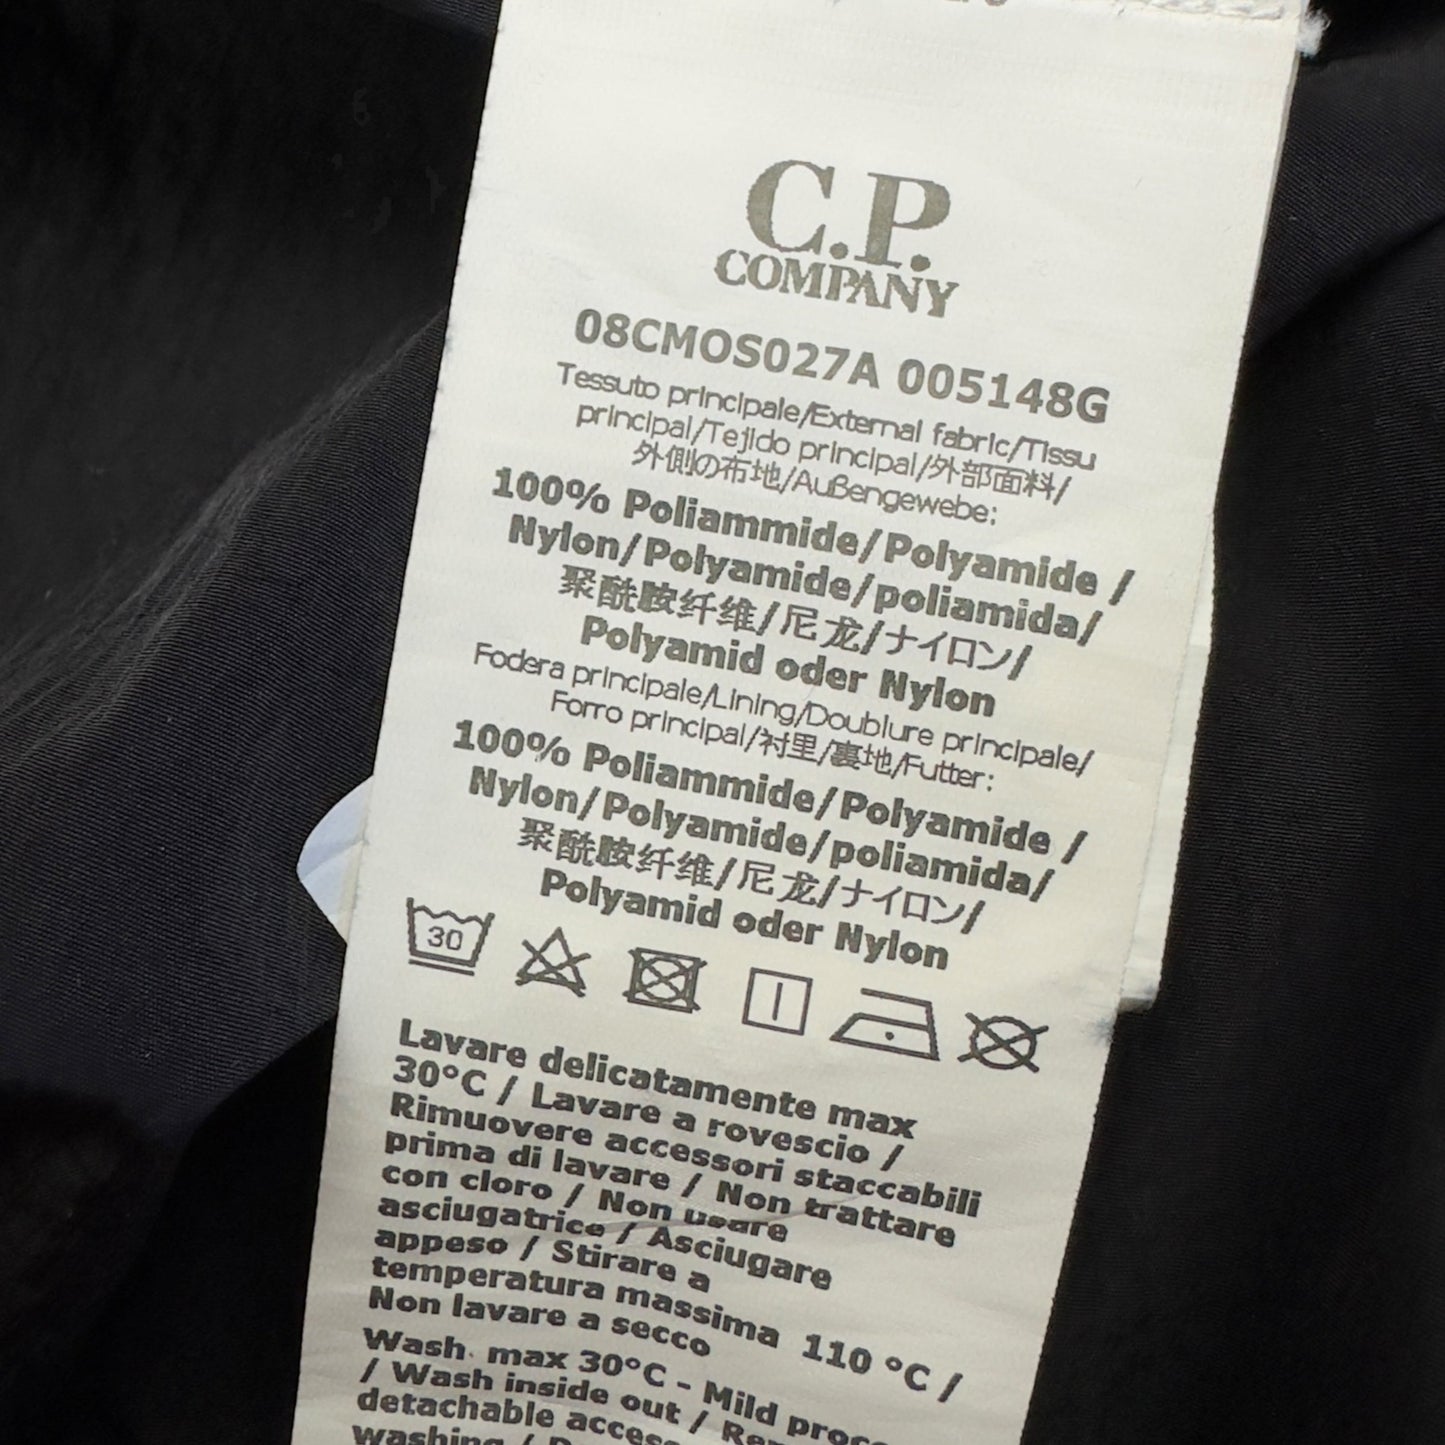 C.P.
COMPANY
08CMOS027A 005148G
Tessuto principale/External fabric/Tissu
principal/Tejido principal/外部面料/
外側の布地/Außengewebe:
100% Poliammide/Polyamide /
Nylon/Polyamide/poliamida/
聚酰胺纤维/尼龙/ナイロン/
Polyamid oder Nylon
Fodera principale/Lining/Doublure principale/
Forro principal/衬里/裏地/Futter:
100% Poliammide/Polyamide /
Nylon/Polyamide/poliamida/
聚酰胺纤维/尼龙/ナイロン/
Polyamid oder Nylon
30
Lavare delicatamente max
30°C / Lavare a rovescio /
Rimuovere accessori staccabili
prima di lavare / Non trattare
con cloro / Non usare
asciugatrice / Asciugare
appeso / Stirare a
temperatura massima 110 °C /
Non lavare a secco
Wash max 30°C - Mild
/ Wash inside out /
detachable
washing /